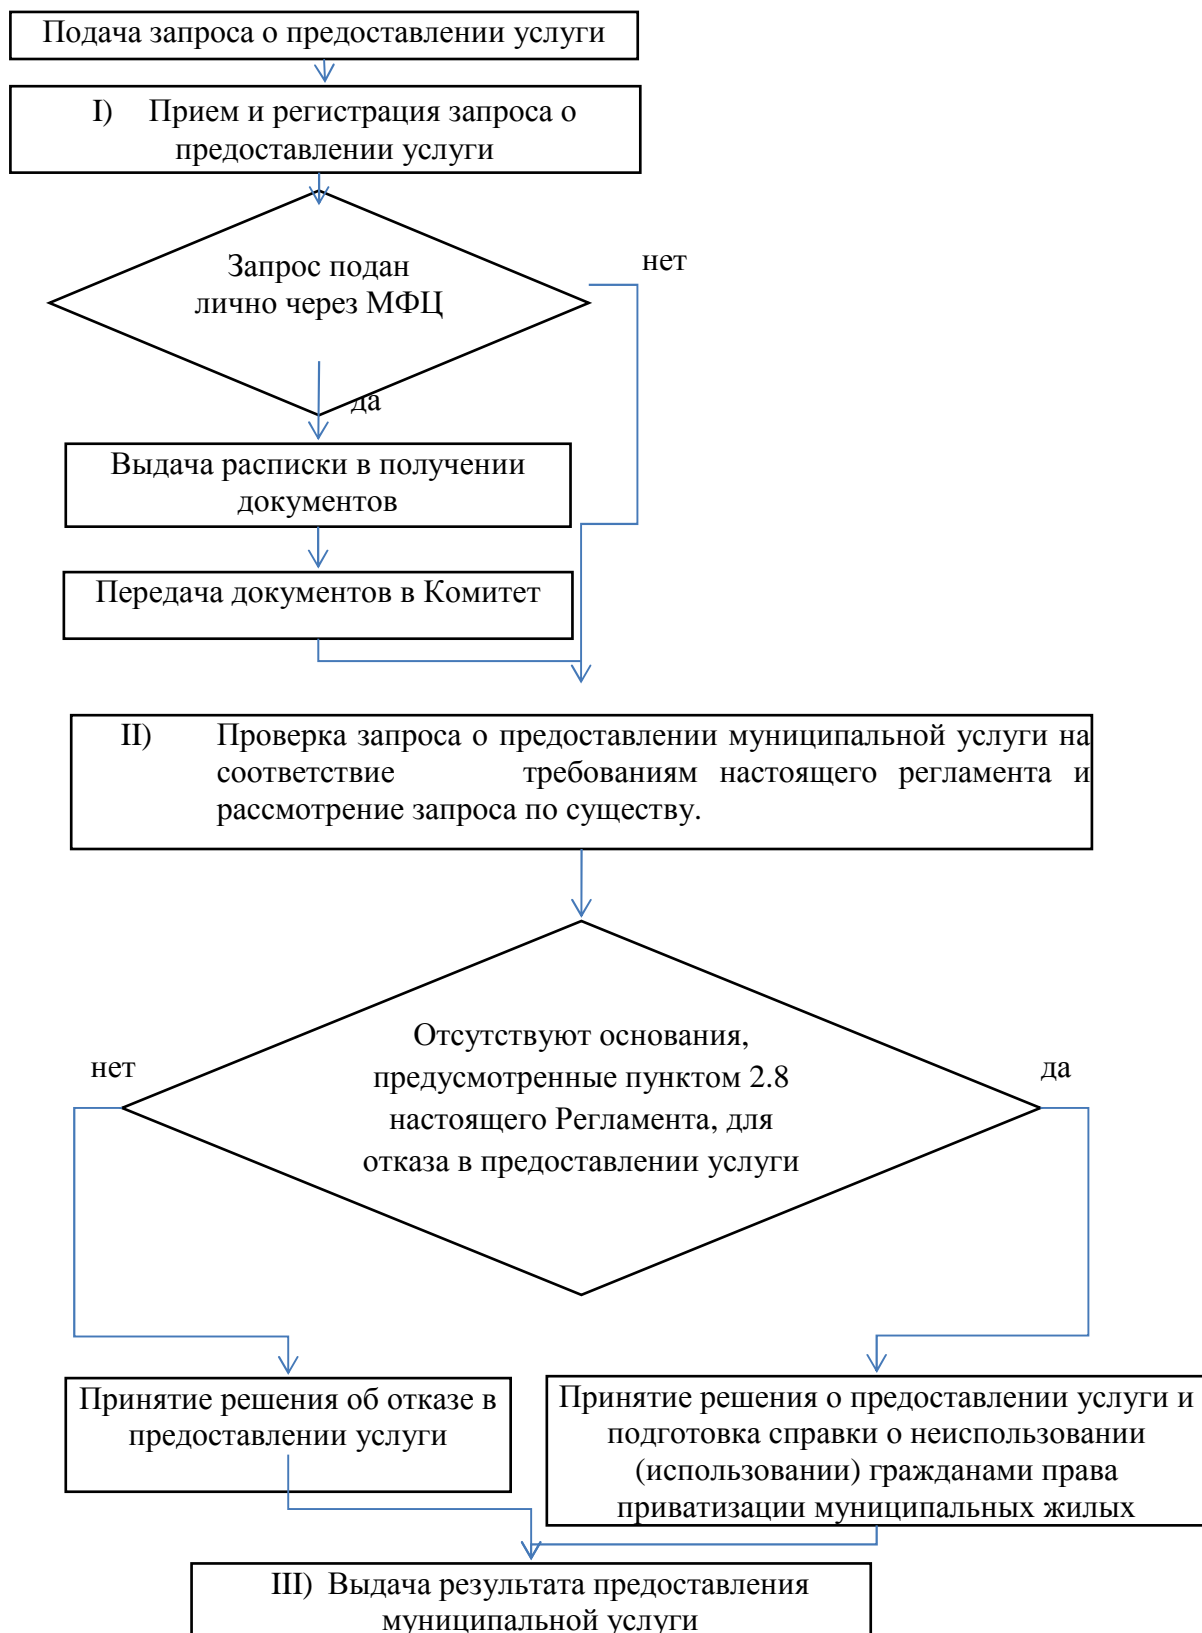 Подача запроса о предоставлении услуги
I) Прием и регистрация запроса о
предоставлении услуги
Запрос подан
лично через МФЦ
нет
да
Выдача расписки в получении
документов
Передача документов в Комитет
II) Проверка запроса о предоставлении муниципальной услуги на
соответствие требованиям настоящего регламента и
рассмотрение запроса по существу.
Отсутствуют основания,
предусмотренные пунктом 2.8
настоящего Регламента, для
отказа в предоставлении услуги
нет
да
Принятие решения об отказе в
предоставлении услуги
Принятие решения о предоставлении услуги и
подготовка справки о неиспользовании
(использовании) гражданами права
приватизации муниципальных жилых
III) Выдача результата предоставления
муниципальной услуги